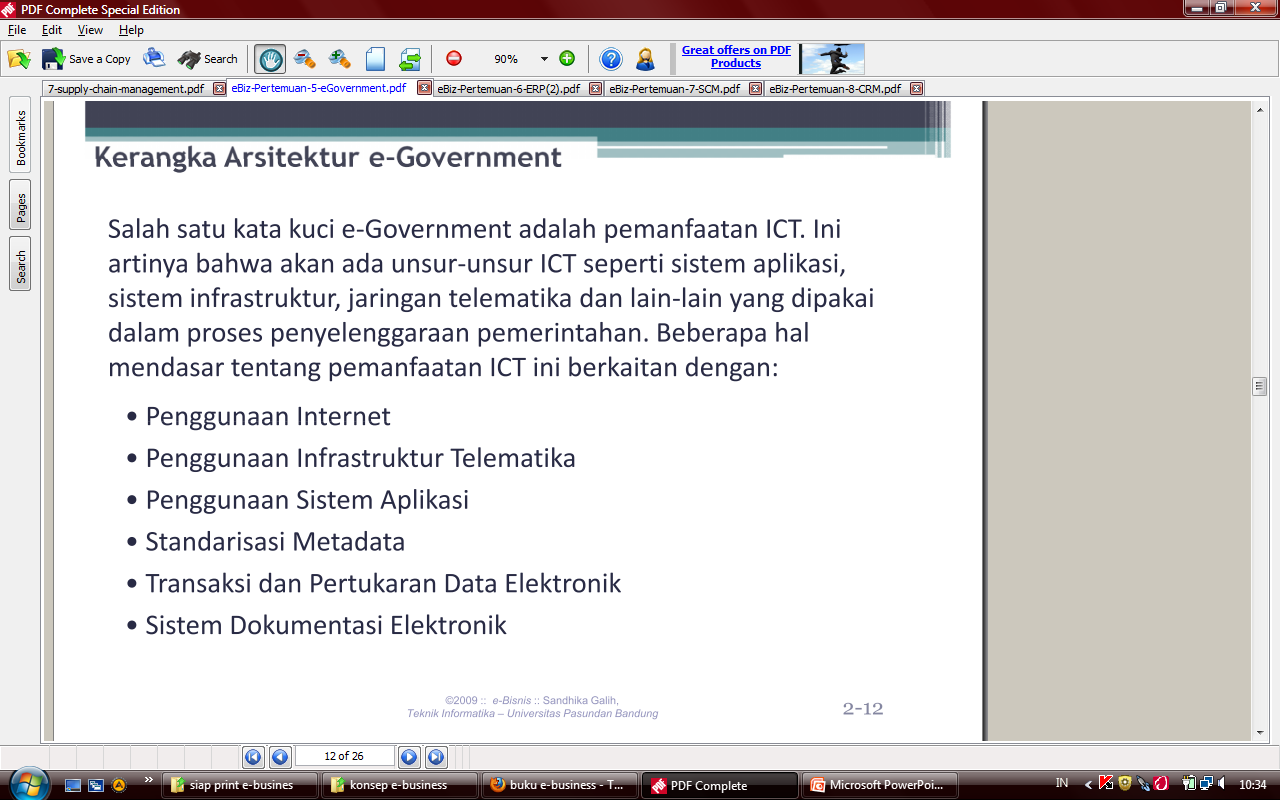 PDF Complete Special Edition
File Edit View Help
Save a Copy Search 90% Great offers on PDF
Products
7-supply-chain-management.pdf eBiz-Pertemuan-5-eGovernment.pdf eBiz-Pertemuan-6-ERP(2).pdf eBiz-Pertemuan-7-SCM.pdf eBiz-Pertemuan-8-CRM.pdf
Bookmarks
Pages
Search
Kerangka Arsitektur e-Government
Salah satu kata kuci e-Government adalah pemanfaatan ICT. Ini
artinya bahwa akan ada unsur-unsur ICT seperti sistem aplikasi,
sistem infrastruktur, jaringan telematika dan lain-lain yang dipakai
dalam proses penyelenggaraan pemerintahan. Beberapa hal
mendasar tentang pemanfaatan ICT ini berkaitan dengan:
• Penggunaan Internet
• Penggunaan Infrastruktur Telematika
• Penggunaan Sistem Aplikasi
• Standarisasi Metadata
• Transaksi dan Pertukaran Data Elektronik
• Sistem Dokumentasi Elektronik
©2009 :: e-Bisnis :: Sandhika Galih,
Teknik Informatika – Universitas Pasundan Bandung
2-12
12 of 26
siap print e-busines konsep e-business buku e-business - T... PDF Complete Microsoft PowerPoi... IN 10:34